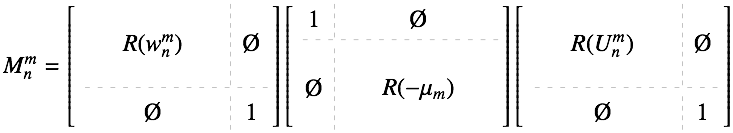 M_n^m = [ R(w_n^m) Ø Ø 1 ] [ 1 Ø Ø R(-μ_m) ] [ R(U_n^m) Ø Ø 1 ]